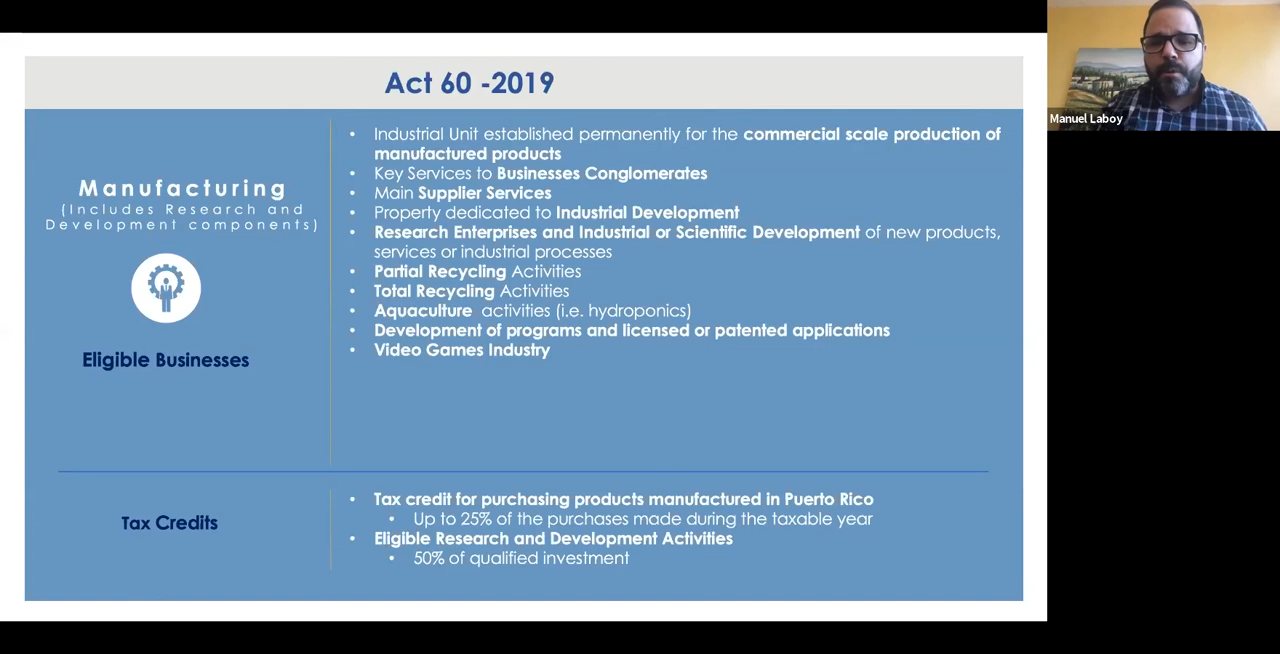 Act 60 -2019
Manufacturing
(Includes Research and
Development components)
Eligible Businesses
• Industrial Unit established permanently for the commercial scale production of
manufactured products
• Key Services to Businesses Conglomerates
• Main Supplier Services
• Property dedicated to Industrial Development
• Research Enterprises and Industrial or Scientific Development of new products,
services or industrial processes
• Partial Recycling Activities
• Total Recycling Activities
• Aquaculture activities (i.e. hydroponics)
• Development of programs and licensed or patented applications
• Video Games Industry
Tax Credits
• Tax credit for purchasing products manufactured in Puerto Rico
• Up to 25% of the purchases made during the taxable year
• Eligible Research and Development Activities
• 50% of qualified investment
Manuel Laboy